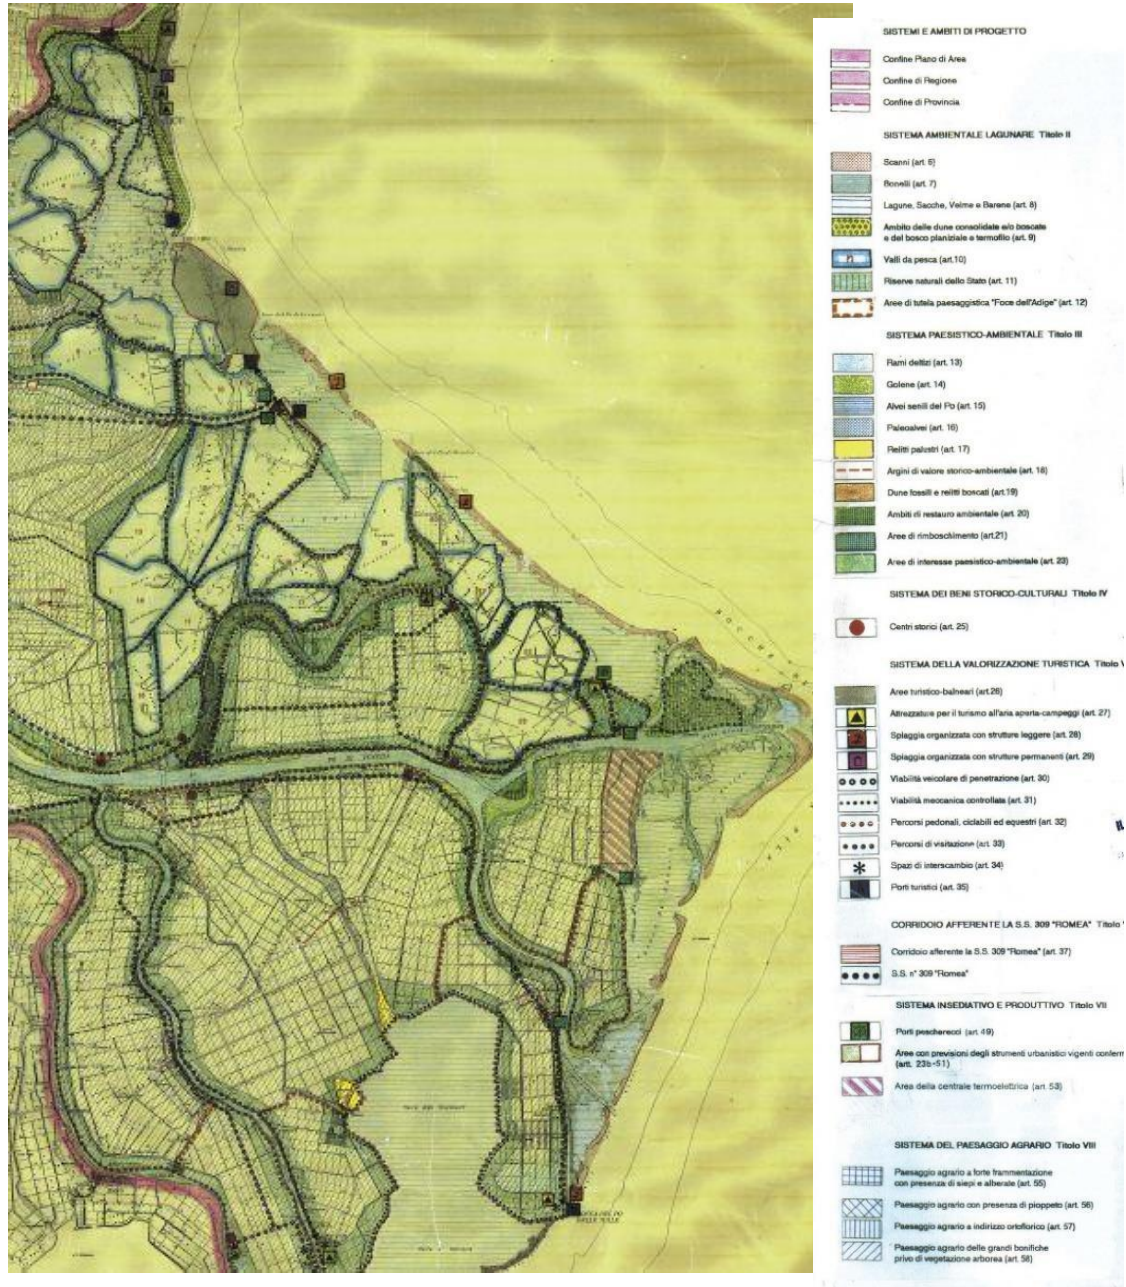 SISTEMI E AMBITI DI PROGETTO
Confine Piano di Area
Confine di Regione
Confine di Provincia
SISTEMA AMBIENTALE LAGUNARE Titolo II
Scanni (art. 6)
Bonelli (art. 7)
Lagune, Sacche, Velme e Barene (art. 8)
Ambito delle dune consolidate e/o boscate
e del bosco planiziale e termofilo (art. 9)
Valli da pesca (art.10)
Riserve naturali dello Stato (art. 11)
Aree di tutela paesaggistica "Foce dell'Adige" (art. 12)
SISTEMA PAESISTICO-AMBIENTALE Titolo III
Rami deltizi (art. 13)
Golene (art. 14)
Alvei senili del Po (art. 15)
Paleoalvei (art. 16)
Relitti palustri (art. 17)
Argini di valore storico-ambientale (art. 18)
Dune fossili e relitti boscati (art.19)
Ambiti di restauro ambientale (art. 20)
Aree di rimboschimento (art.21)
Aree di interesse paesistico-ambientale (art. 23)
SISTEMA DEI BENI STORICO-CULTURALI Titolo IV
Centri storici (art. 25)
SISTEMA DELLA VALORIZZAZIONE TURISTICA Titolo V
Aree turistico-balneari (art.26)
Attrezzature per il turismo all'aria aperta-campeggi (art. 27)
Spiaggia organizzata con strutture leggere (art. 28)
Spiaggia organizzata con strutture permanenti (art. 29)
Viabilità veicolare di penetrazione (art. 30)
Viabilità meccanica controllata (art. 31)
Percorsi pedonali, ciclabili ed equestri (art. 32)
Percorsi di visitazione (art. 33)
Spazi di interscambio (art. 34)
Porti turistici (art. 35)
CORRIDOIO AFFERENTE LA S.S. 309 "ROMEA" Titolo
Corridoio afferente la S.S. 309 "Romea" (art. 37)
S.S. n° 309 "Romea"
SISTEMA INSEDIATIVO E PRODUTTIVO Titolo VII
Porti pescherecci (art. 49)
Aree con previsioni degli strumenti urbanistici vigenti conferm
(artt. 23b-51)
Area della centrale termoelettrica (art. 53)
SISTEMA DEL PAESAGGIO AGRARIO Titolo VIII
Paesaggio agrario a forte frammentazione
con presenza di siepi e alberate (art. 55)
Paesaggio agrario con presenza di pioppeto (art. 56)
Paesaggio agrario a indirizzo ortoflorico (art. 57)
Paesaggio agrario delle grandi bonifiche
privo di vegetazione arborea (art. 58)